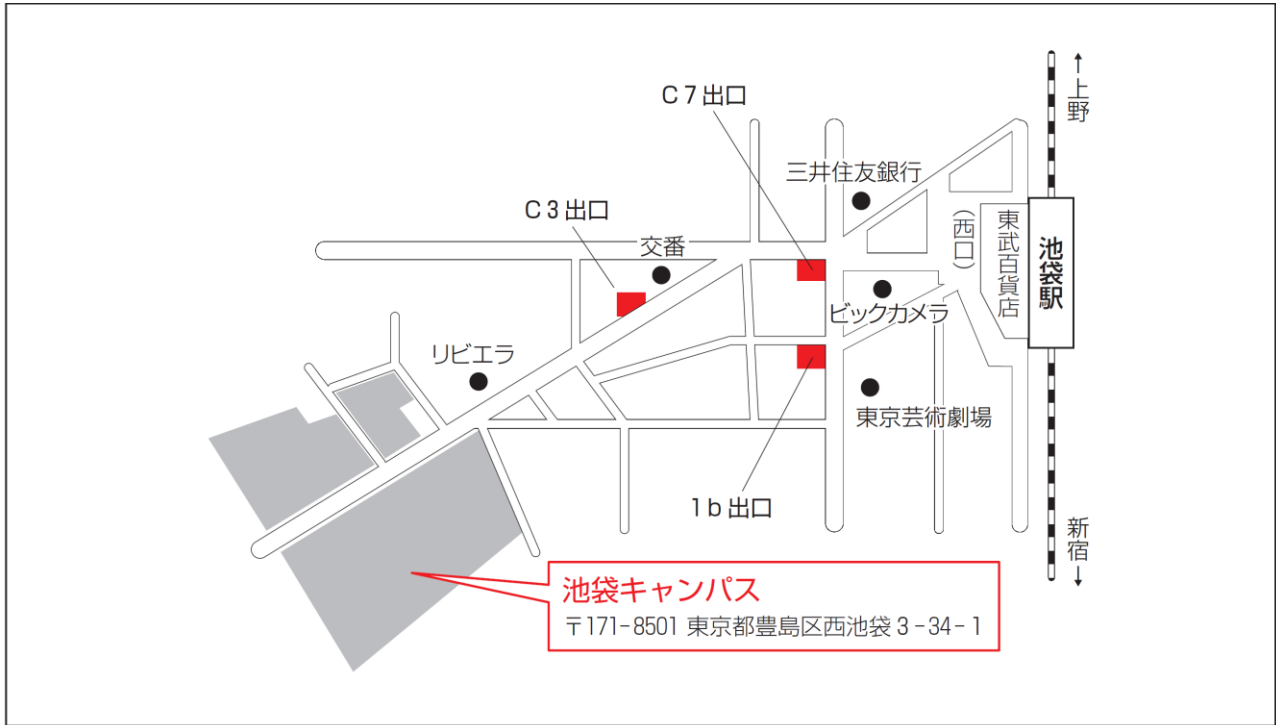 ↑上野
C7出口
三井住友銀行
C3出口
交番
(西口)
東武百貨店
池袋駅
ビックカメラ
リビエラ
東京芸術劇場
1b出口
新宿↓
池袋キャンパス
〒171-8501 東京都豊島区西池袋3-34-1